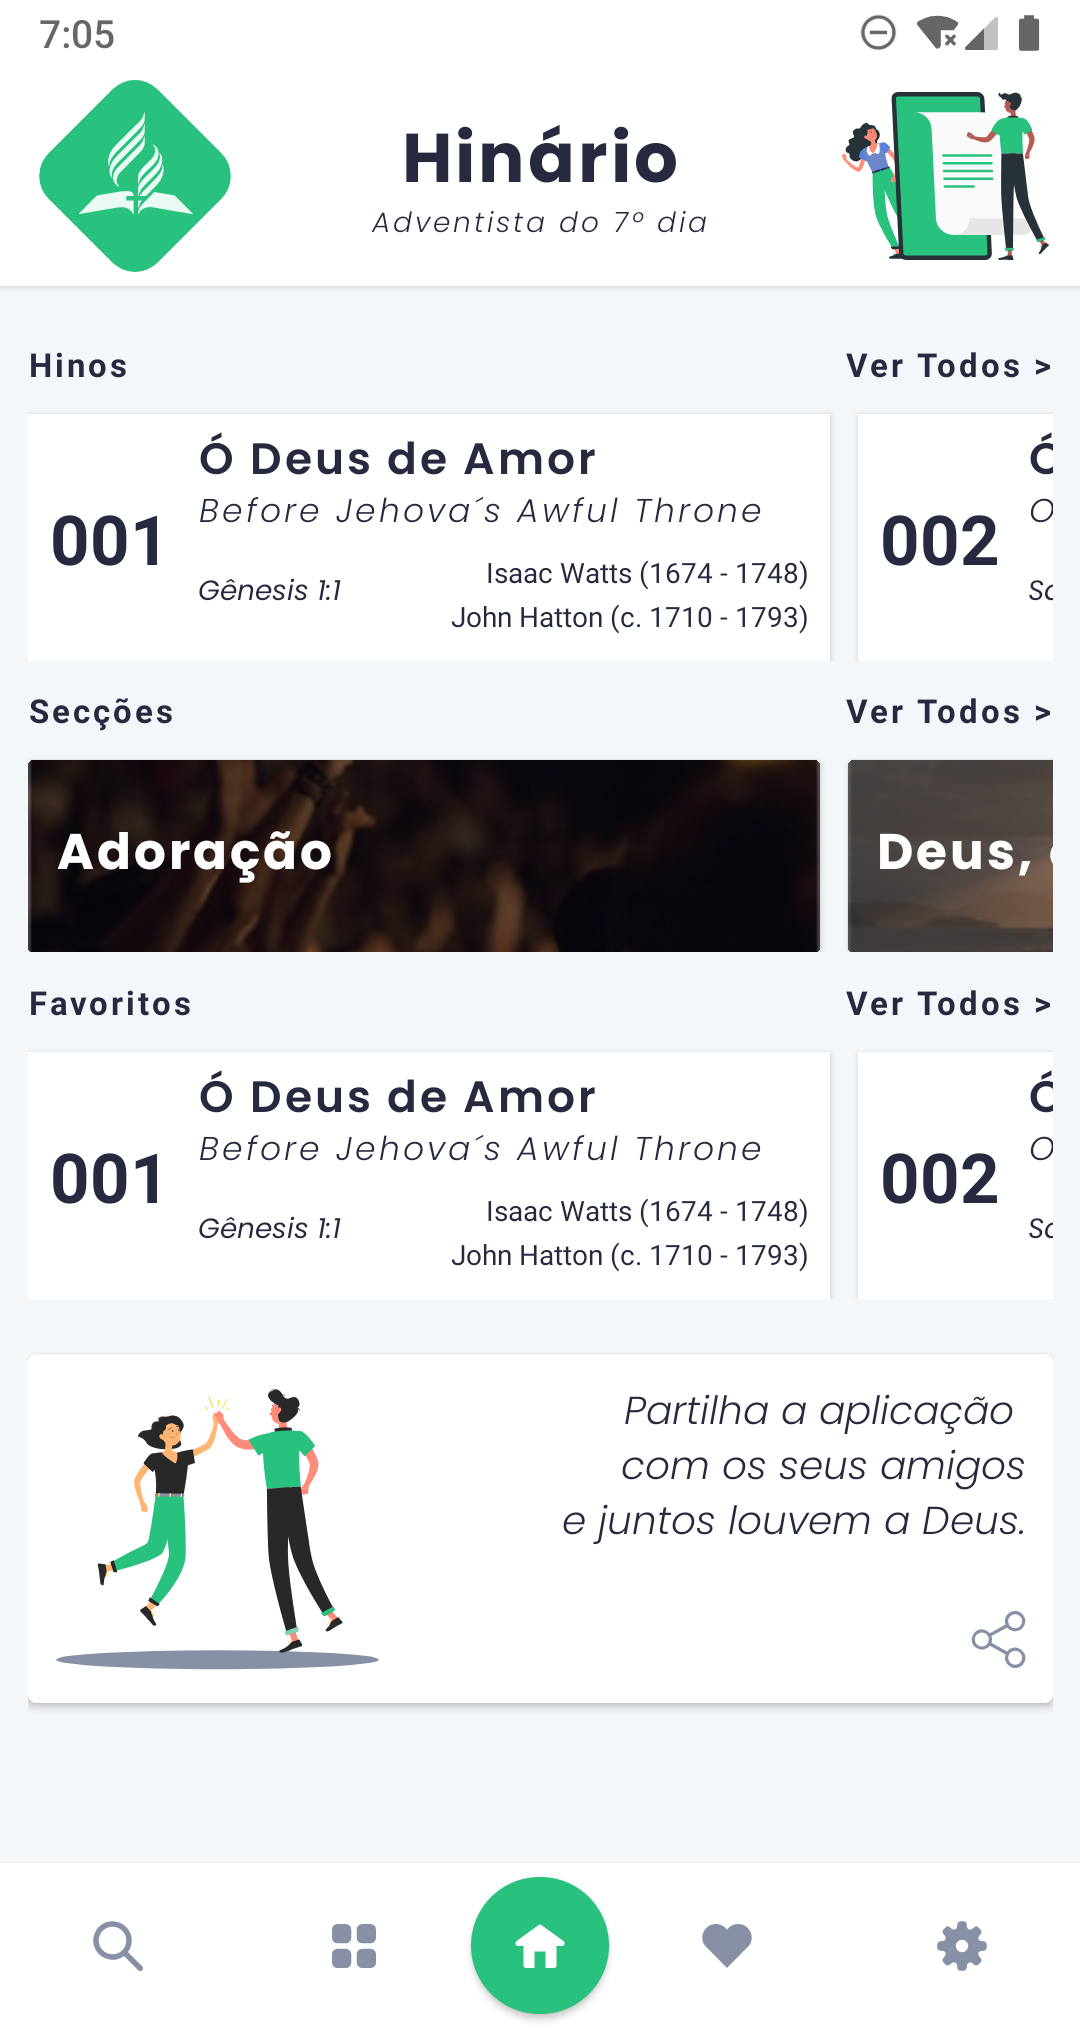 7:05
Hinário
Adventista do 7º dia
Hinos
Ver Todos >
001
Ó Deus de Amor
Before Jehova´s Awful Throne
Gênesis 1:1
Isaac Watts (1674 - 1748)
John Hatton (c. 1710 - 1793)
002
Secções
Ver Todos >
Adoração
Deus,
Favoritos
Ver Todos >
001
Ó Deus de Amor
Before Jehova´s Awful Throne
Gênesis 1:1
Isaac Watts (1674 - 1748)
John Hatton (c. 1710 - 1793)
002
Partilha a aplicação
com os seus amigos
e juntos louvem a Deus.